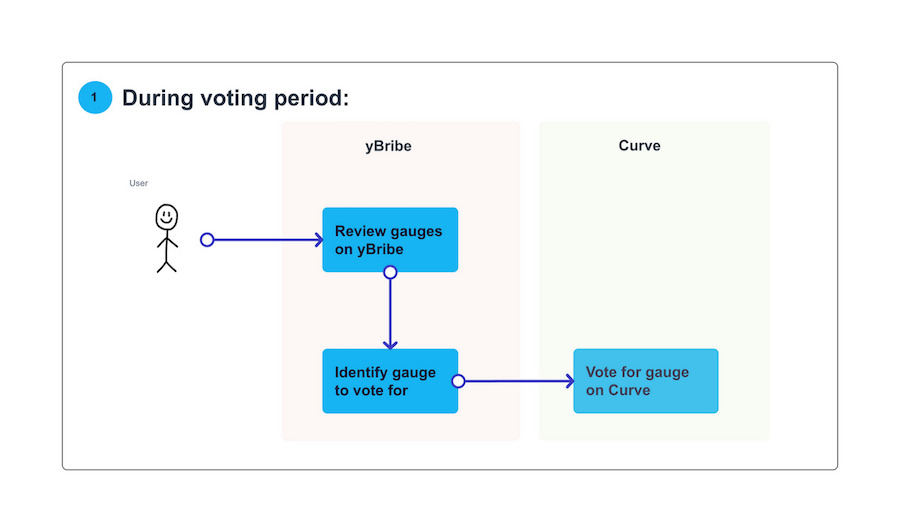 1 During voting period:
yBribe
Curve
User
Review gauges
on yBribe
Identify gauge
to vote for
Vote for gauge
on Curve